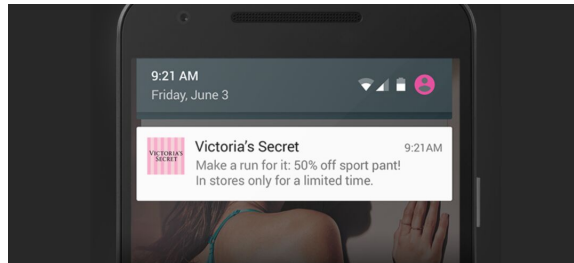 9:21 AM
Friday, June 3
VICTORIA'S
SECRET
Victoria's Secret
9:21AM
Make a run for it: 50% off sport pant!
In stores only for a limited time.